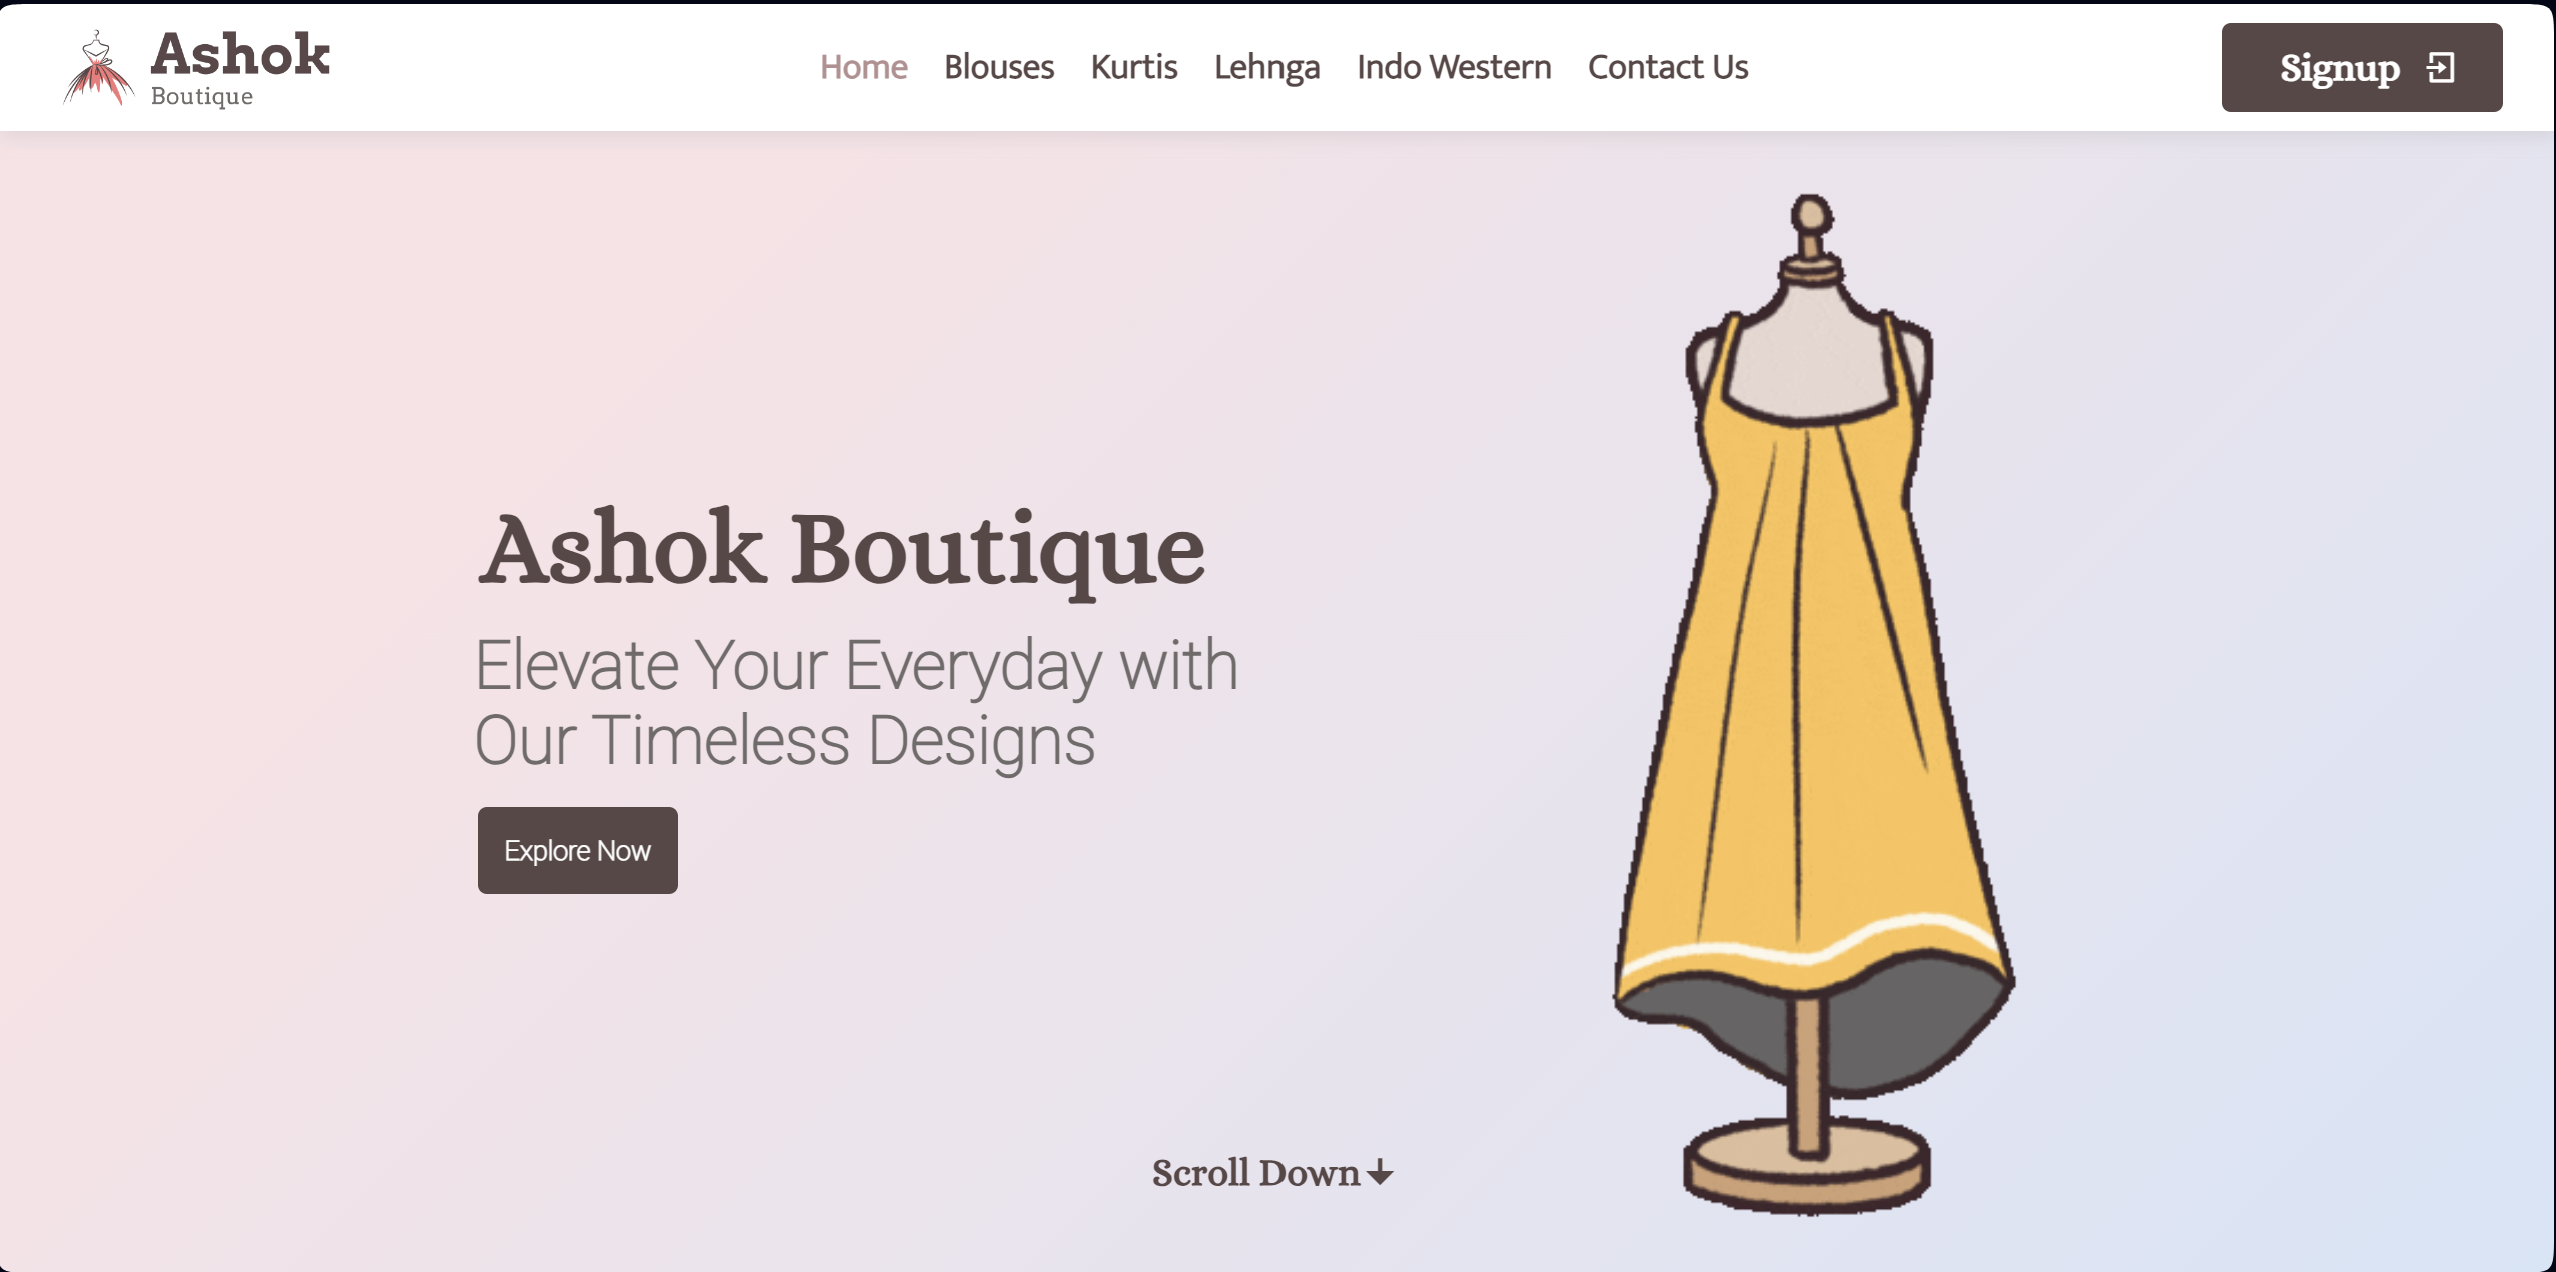 Ashok
Boutique
Home Blouses Kurtis Lehnga Indo Western Contact Us
Signup
Ashok Boutique
Elevate Your Everyday with
Our Timeless Designs
Explore Now
Scroll Down